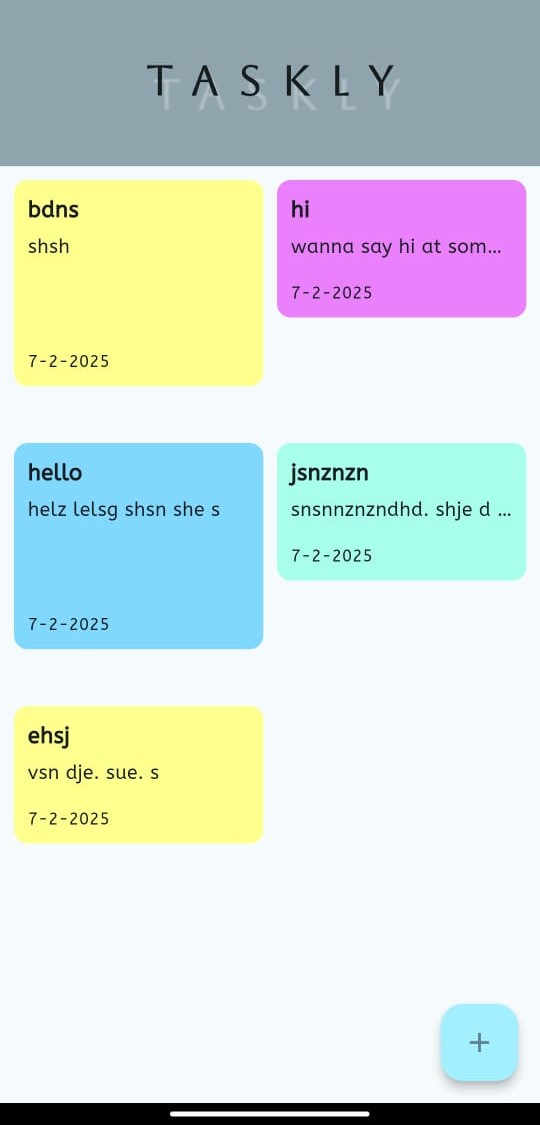 TASKLY
bdns
shsh
7-2-2025
hi
wanna say hi at som...
7-2-2025
hello
helz lelsg shsn she s
7-2-2025
jsnznzn
snsnnznzndhd. shje d ...
7-2-2025
ehsj
vsn dje. sue. s
7-2-2025
+